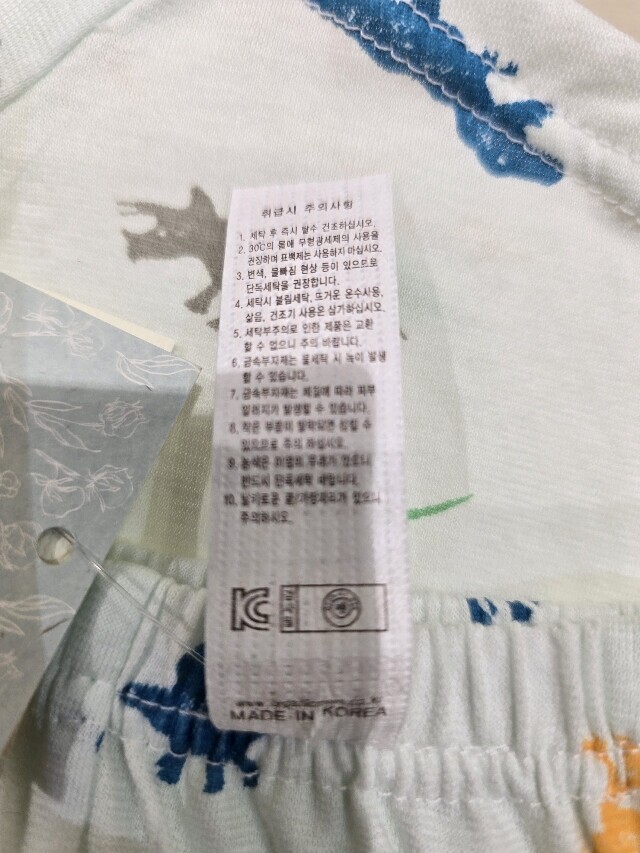 취급시 주의사항
1. 세탁 후 즉시 탈수 건조하십시오.
2. 30℃의 물에 무형광세제의 사용을
권장하며 표백제는 사용하지 마십시오.
3. 변색, 물빠짐 현상 등이 있으므로
단독세탁을 권장합니다.
4. 세탁시 불림세탁, 뜨거운 온수사용,
삶음, 건조기 사용은 삼가하십시오.
5. 세탁부주의로 인한 제품은 교환
할 수 없으니 주의 바랍니다.
6. 금속부자재는 물세탁 시 녹이 발생
할 수 있습니다.
7. 금속부자재는 체질에 따라 피부
알러지가 발생할 수 있습니다.
8. 작은 부품이 탈락되면 삼킬 수
있으므로 주의 하십시오.
9. 농색은 이염의 우려가 있으니
반드시 단독세탁 해
10. 날카로운 끝/가장자리가 있으니
주의하십시오.
KC
MADE IN KOREA